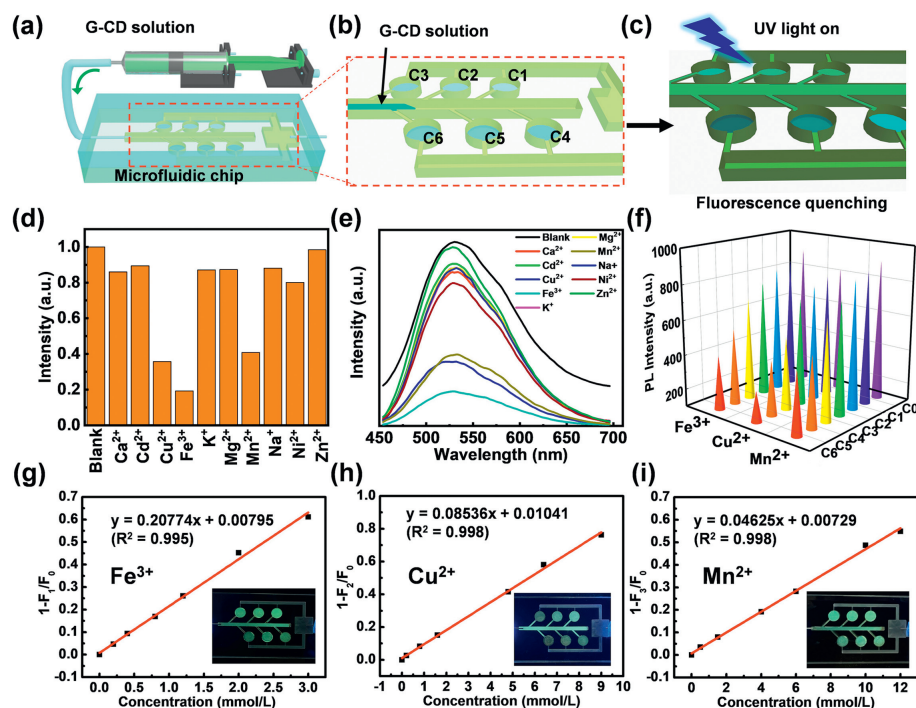 (a)
G-CD solution
Microfluidic chip
(b)
G-CD solution
C3
C2
C1
C6
C5
C4
(c)
UV light on
Fluorescence quenching
(d)
Intensity (a.u.)
1.0
0.8
0.6
0.4
0.2
0.0
Blank
Ca²⁺
Cd²⁺
Cu²⁺
Fe³⁺
K⁺
Mg²⁺
Mn²⁺
Na⁺
Ni²⁺
Zn²⁺
(e)
Intensity (a.u.)
Blank
Ca²⁺
Cd²⁺
Cu²⁺
Fe³⁺
K⁺
Mg²⁺
Mn²⁺
Na+
Ni²⁺
Zn²⁺
450 500 550 600 650 700
Wavelength (nm)
(f)
PL Intensity (a.u.)
1000
800
600
400
200
Fe³⁺
Cu²⁺
Mn²⁺
C6
C5
C4
C3
C2
C1
C0
(g)
1-F₁/F₀
0.7
0.6
0.5
0.4
0.3
0.2
0.1
0.0
-0.1
y = 0.20774x + 0.00795
(R² = 0.995)
Fe³⁺
0.0 0.5 1.0 1.5 2.0 2.5 3.0
Concentration (mmol/L)
(h)
1-F₂/F₀
1.0
0.8
0.6
0.4
0.2
0.0
y = 0.08536x + 0.01041
(R² = 0.998)
Cu²⁺
-1 0 1 2 3 4 5 6 7 8 9 10
Concentration (mmol/L)
(i)
1-F₃/F₀
0.7
0.6
0.5
0.4
0.3
0.2
0.1
0.0
-0.1
y = 0.04625x + 0.00729
(R² = 0.998)
Mn²⁺
0 2 4 6 8 10 12
Concentration (mmol/L)